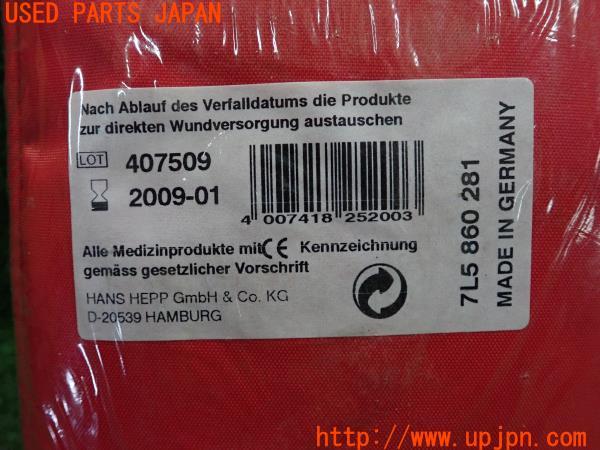 USED PARTS JAPAN
Nach Ablauf des Verfalldatums die Produkte
zur direkten Wundversorgung austauschen
LOT 407509
2009-01
4 007418 252003
Alle Medizinprodukte mit CE Kennzeichnung
gemäss gesetzlicher Vorschrift
HANS HEPP GmbH & Co. KG
D-20539 HAMBURG
7L5 860 281
MADE IN GERMANY
http://www.upjpn.com/